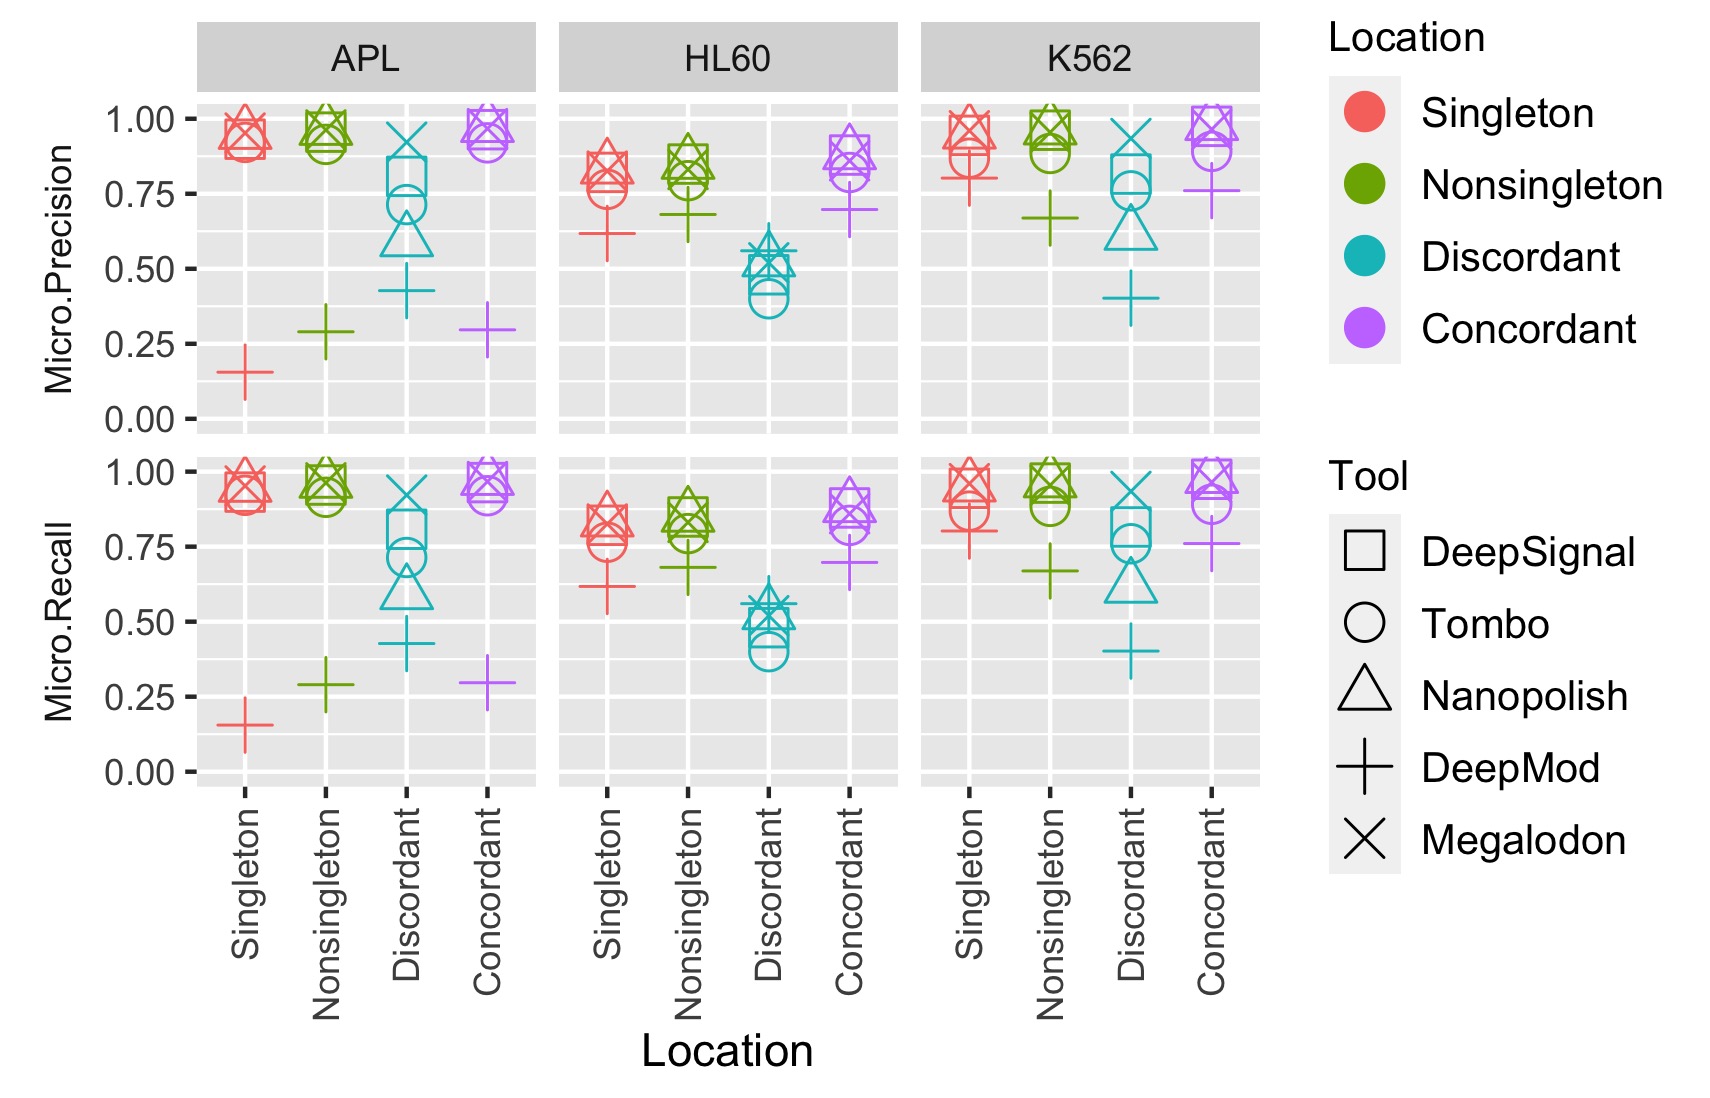 APL HL60 K562
Micro.Precision
1.00
0.75
0.50
0.25
0.00
Micro.Recall
1.00
0.75
0.50
0.25
0.00
Singleton Nonsingleton Discordant Concordant Singleton Nonsingleton Discordant Concordant Singleton Nonsingleton Discordant Concordant
Location
Location
Singleton
Nonsingleton
Discordant
Concordant
Tool
DeepSignal
Tombo
Nanopolish
DeepMod
Megalodon